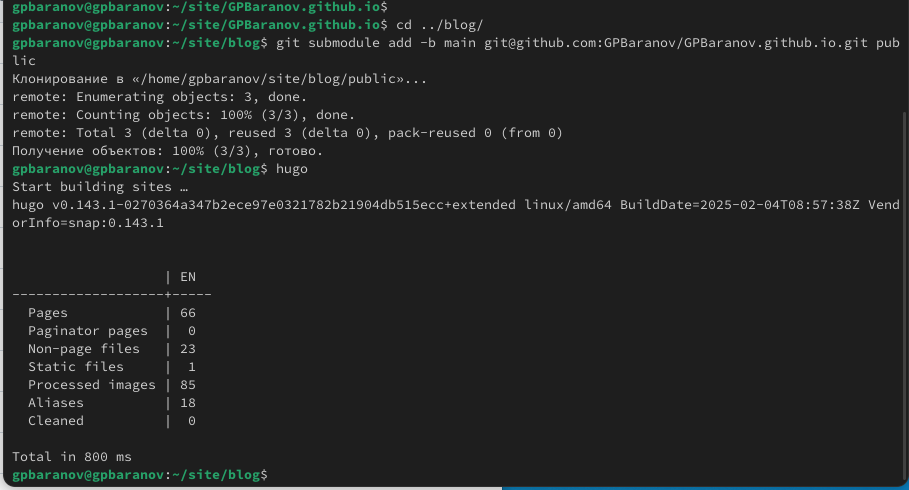 gpbaranov@gpbaranov:~/site/GPBaranov.github.io$
gpbaranov@gpbaranov:~/site/GPBaranov.github.io$ cd ../blog/
gpbaranov@gpbaranov:~/site/blog$ git submodule add -b main git@github.com:GPBaranov/GPBaranov.github.io.git pub
lic
Клонирование в «/home/gpbaranov/site/blog/public»...
remote: Enumerating objects: 3, done.
remote: Counting objects: 100% (3/3), done.
remote: Total 3 (delta 0), reused 3 (delta 0), pack-reused 0 (from 0)
Получение объектов: 100% (3/3), готово.
gpbaranov@gpbaranov:~/site/blog$ hugo
Start building sites …
hugo v0.143.1-0270364a347b2ece97e0321782b21904db515ecc+extended linux/amd64 BuildDate=2025-02-04T08:57:38Z Vend
orInfo=snap:0.143.1
                   | EN
-------------------+-----
  Pages            | 66
  Paginator pages  |  0
  Non-page files   | 23
  Static files     |  1
  Processed images | 85
  Aliases          | 18
  Cleaned          |  0
Total in 800 ms
gpbaranov@gpbaranov:~/site/blog$